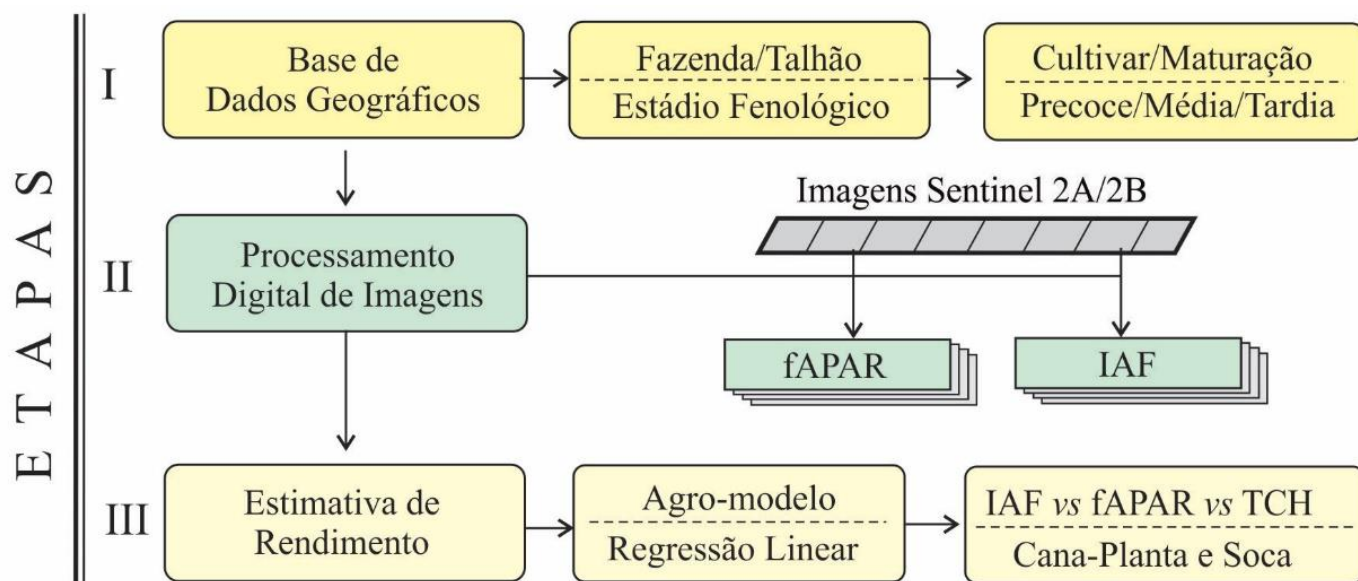 ETAPAS
I
Base de
Dados Geográficos
Fazenda/Talhão
Estádio Fenológico
Cultivar/Maturação
Precoce/Média/Tardia
Imagens Sentinel 2A/2B
II
Processamento
Digital de Imagens
fAPAR
IAF
III
Estimativa de
Rendimento
Agro-modelo
Regressão Linear
IAF vs fAPAR vs TCH
Cana-Planta e Soca